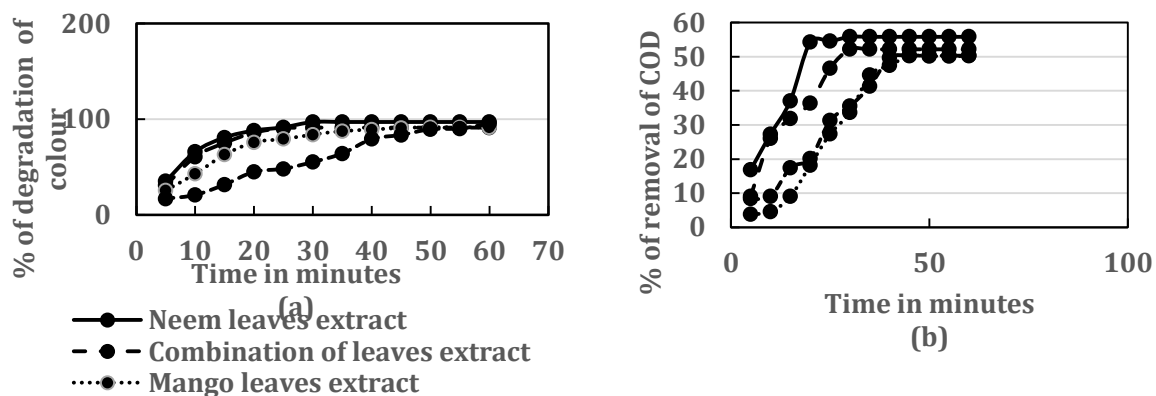 % of degradation of
colour
200
100
0
0 10 20 30 40 50 60 70
Time in minutes
(a)
Neem leaves extract
Combination of leaves extract
Mango leaves extract
% of removal of COD
60
50
40
30
20
10
0
0 50 100
Time in minutes
(b)